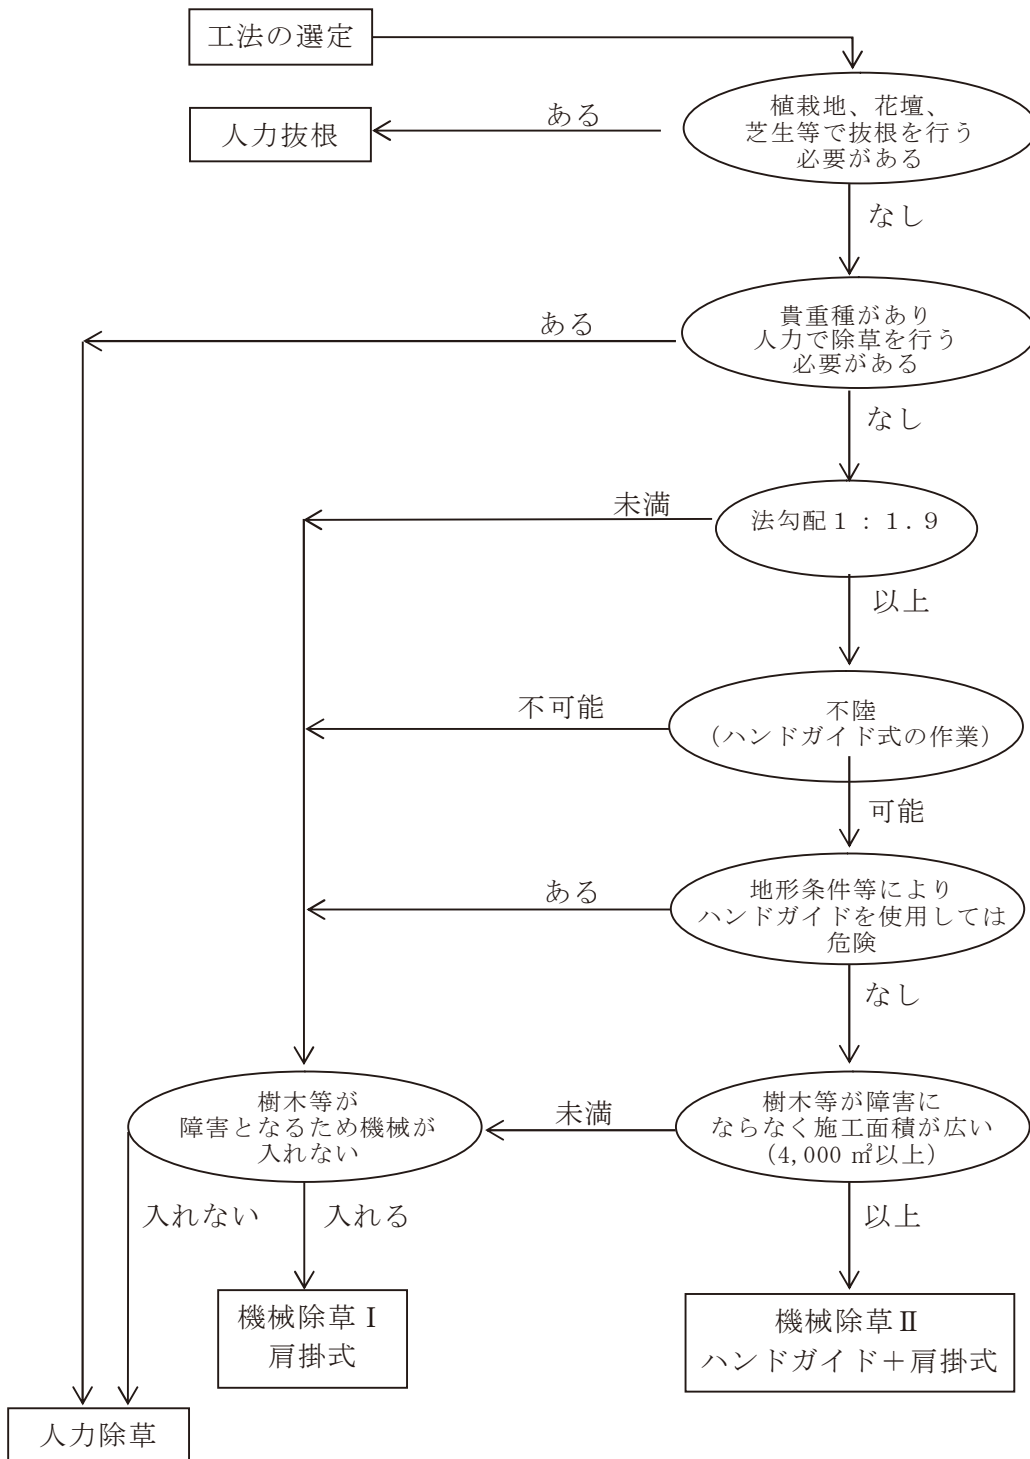 工法の選定
植栽地、花壇、
芝生等で抜根を行う
必要がある
ある
人力抜根
なし
貴重種があり
人力で除草を行う
必要がある
ある
なし
法勾配1：1.9
未満
以上
不陸
(ハンドガイド式の作業)
不可能
可能
地形条件等により
ハンドガイドを使用しては
危険
ある
なし
樹木等が障害に
ならなく施工面積が広い
(4,000㎡以上)
未満
以上
樹木等が
障害となるため機械が
入れない
入れない
入れる
機械除草Ⅰ
肩掛式
機械除草Ⅱ
ハンドガイド＋肩掛式
人力除草